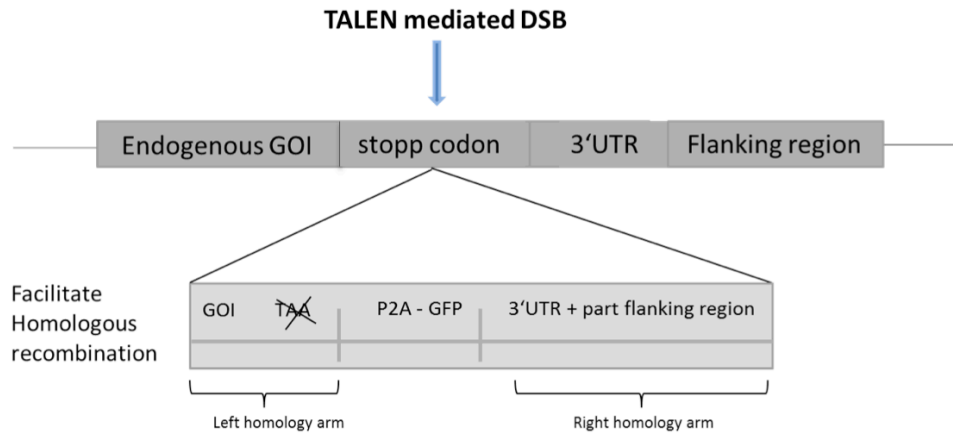 TALEN mediated DSB
Endogenous GOI stopp codon 3‘UTR Flanking region
Facilitate
Homologous
recombination
GOI TAA P2A - GFP 3‘UTR + part flanking region
Left homology arm Right homology arm